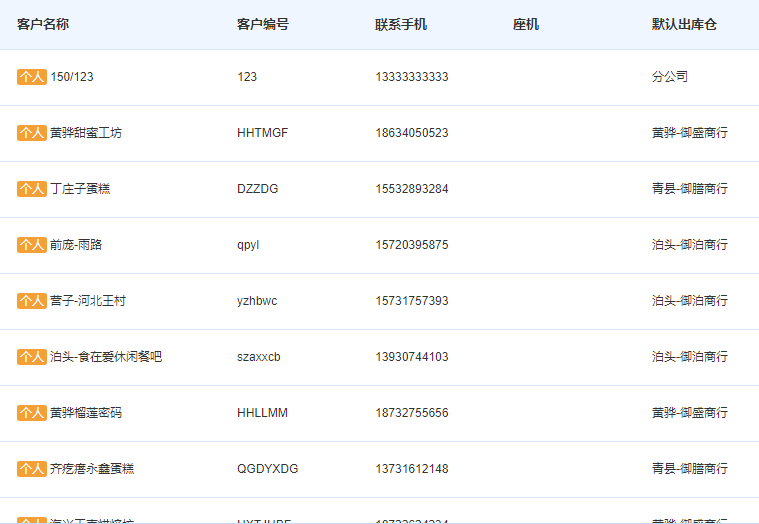 客户名称 客户编号 联系手机 座机 默认出库仓
个人 150/123 123 13333333333 分公司
个人 黄骅甜蜜工坊 HHTMGF 18634050523 黄骅-御盛商行
个人 丁庄子蛋糕 DZZDG 15532893284 青县-御膳商行
个人 前庞-雨路 qpyl 15720395875 泊头-御泊商行
个人 营子-河北王村 yzhbwc 15731757393 泊头-御泊商行
个人 泊头-食在爱休闲餐吧 szaxxcb 13930744103 泊头-御泊商行
个人 黄骅榴莲密码 HHLLMM 18732755656 黄骅-御盛商行
个人 齐疙瘩永鑫蛋糕 QGDYXDG 13731612148 青县-御膳商行
个人 黄骅-御盛商行